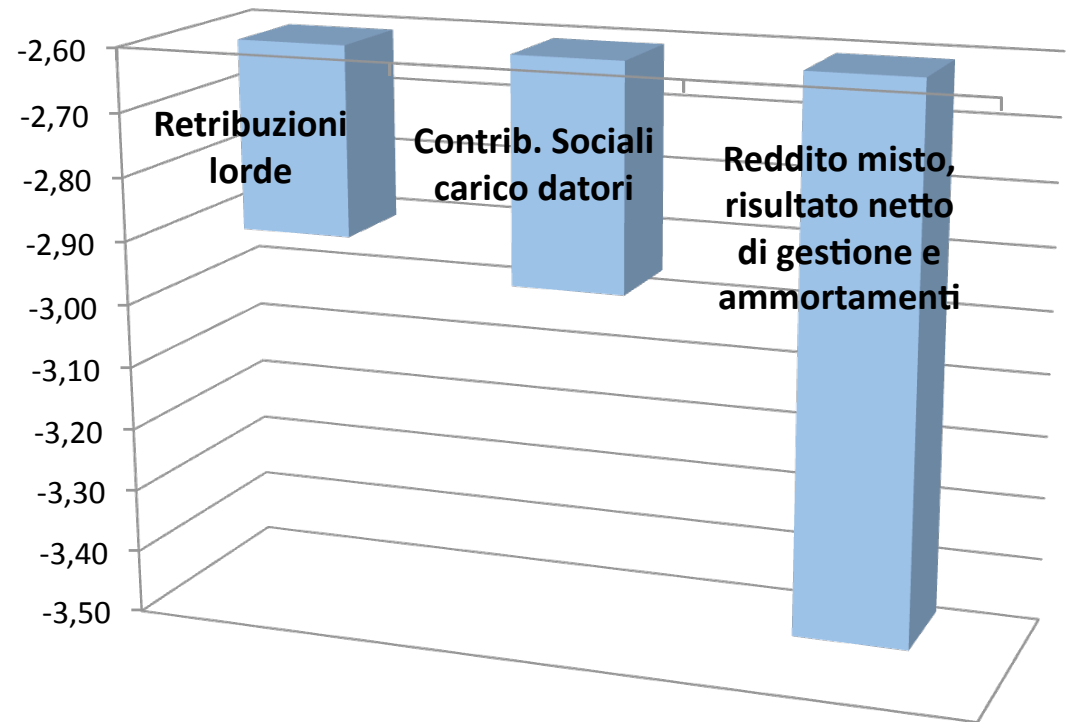 -2,60
-2,70
-2,80
-2,90
-3,00
-3,10
-3,20
-3,30
-3,40
-3,50
Retribuzioni
lorde
Contrib. Sociali
carico datori
Reddito misto,
risultato netto
di gestione e
ammortamenti